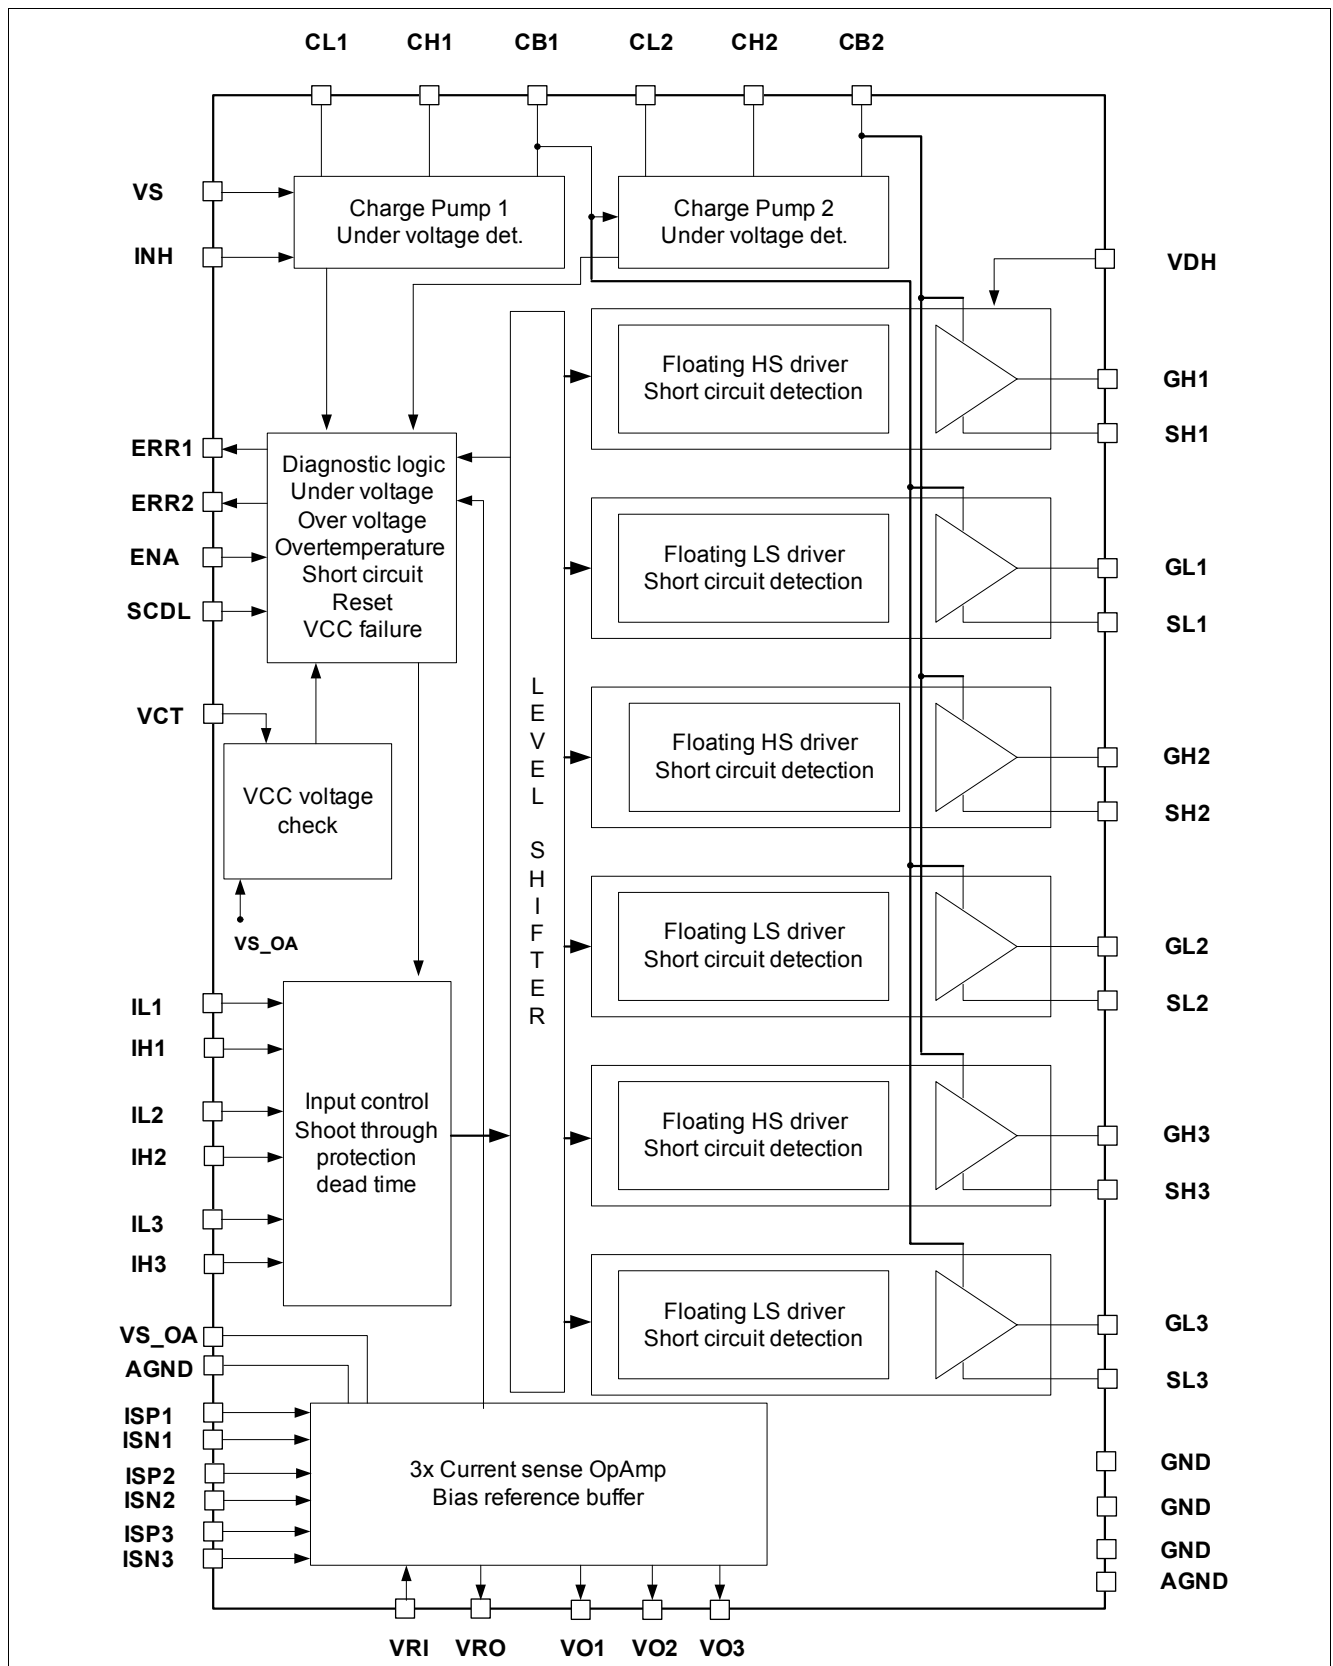 CL1 CH1 CB1 CL2 CH2 CB2
VS
INH
Charge Pump 1
Under voltage det.
Charge Pump 2
Under voltage det.
VDH
Floating HS driver
Short circuit detection
GH1
SH1
ERR1
ERR2
ENA
SCDL
Diagnostic logic
Under voltage
Over voltage
Overtemperature
Short circuit
Reset
VCC failure
Floating LS driver
Short circuit detection
GL1
SL1
VCT
VCC voltage
check
VS_OA
LEVEL SHIFTER
Floating HS driver
Short circuit detection
GH2
SH2
Floating LS driver
Short circuit detection
GL2
SL2
IL1
IH1
IL2
IH2
IL3
IH3
Input control
Shoot through
protection
dead time
Floating HS driver
Short circuit detection
GH3
SH3
Floating LS driver
Short circuit detection
GL3
SL3
VS_OA
AGND
ISP1
ISN1
ISP2
ISN2
ISP3
ISN3
3x Current sense OpAmp
Bias reference buffer
GND
GND
GND
AGND
VRI VRO VO1 VO2 VO3